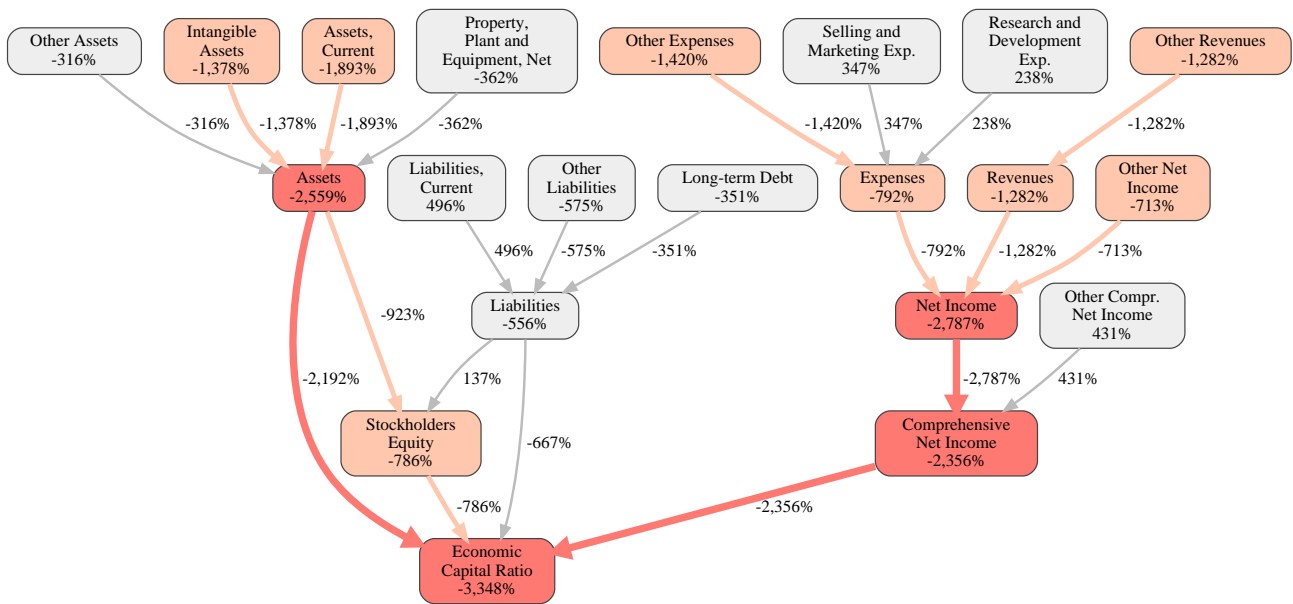 Other Assets
-316%
Intangible
Assets
-1,378%
Assets,
Current
-1,893%
Property,
Plant and
Equipment, Net
-362%
Other Expenses
-1,420%
Selling and
Marketing Exp.
347%
Research and
Development
Exp.
238%
Other Revenues
-1,282%
-316%
-1,378%
-1,893%
-362%
-1,420%
347%
238%
-1,282%
Assets
-2,559%
Liabilities,
Current
496%
Other
Liabilities
-575%
Long-term Debt
-351%
Expenses
-792%
Revenues
-1,282%
Other Net
Income
-713%
496%
-575%
-351%
-792%
-1,282%
-713%
-923%
Liabilities
-556%
Net Income
-2,787%
Other Compr.
Net Income
431%
-2,192%
137%
-2,787%
431%
Stockholders
Equity
-786%
-667%
Comprehensive
Net Income
-2,356%
-786%
-2,356%
Economic
Capital Ratio
-3,348%